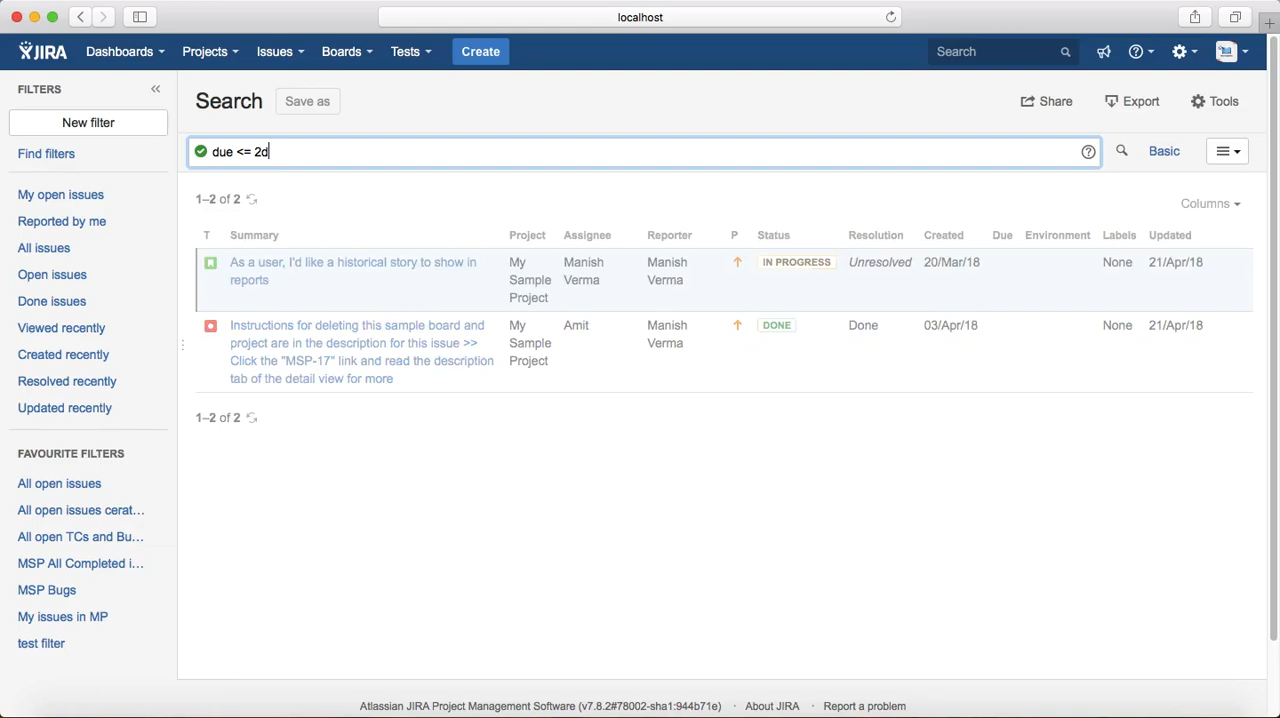 localhost
JIRA Dashboards Projects Issues Boards Tests Create Search
FILTERS
New filter
Find filters
My open issues
Reported by me
All issues
Open issues
Done issues
Viewed recently
Created recently
Resolved recently
Updated recently
FAVOURITE FILTERS
All open issues
All open issues cerat...
All open TCs and Bu...
MSP All Completed i...
MSP Bugs
My issues in MP
test filter
Search Save as Share Export Tools
due <= 2d Basic
1–2 of 2
Columns
T Summary Project Assignee Reporter P Status Resolution Created Due Environment Labels Updated
As a user, I'd like a historical story to show in My Manish Manish IN PROGRESS Unresolved 20/Mar/18 None 21/Apr/18
reports Sample Verma Verma
Project
Instructions for deleting this sample board and My Amit Manish DONE Done 03/Apr/18 None 21/Apr/18
project are in the description for this issue >> Sample Verma
Click the "MSP-17" link and read the description Project
tab of the detail view for more
1–2 of 2
Atlassian JIRA Project Management Software (v7.8.2#78002-sha1:944b71e) · About JIRA · Report a problem